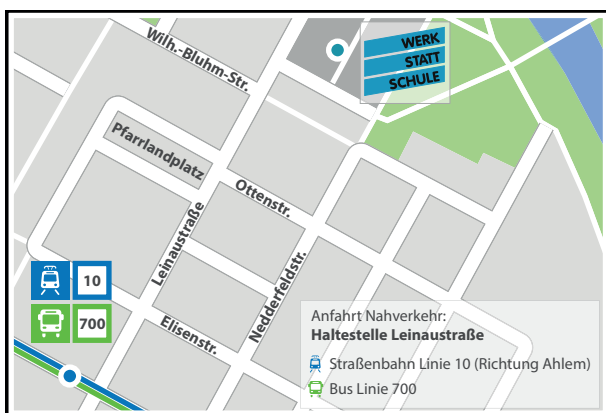 WERK
STATT
SCHULE
Wilh.-Bluhm-Str.
Pfarrlandplatz
Ottenstr.
Leinaustraße
Nedderfeldstr.
Elisenstr.
10
700
Anfahrt Nahverkehr:
Haltestelle Leinaustraße
Straßenbahn Linie 10 (Richtung Ahlem)
Bus Linie 700